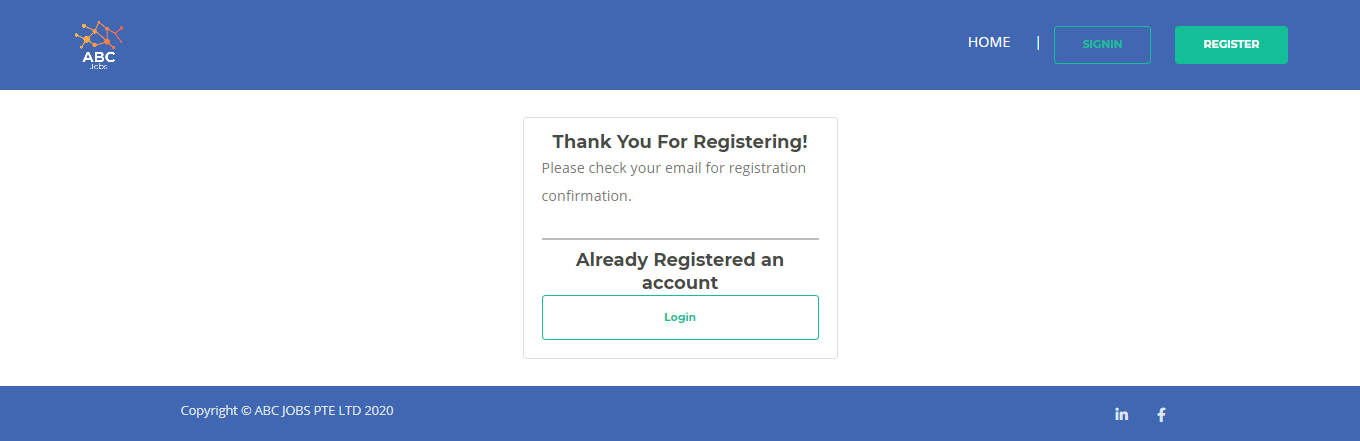 ABC
Jobs
HOME | SIGNIN REGISTER
Thank You For Registering!
Please check your email for registration
confirmation.
Already Registered an
account
Login
Copyright © ABC JOBS PTE LTD 2020